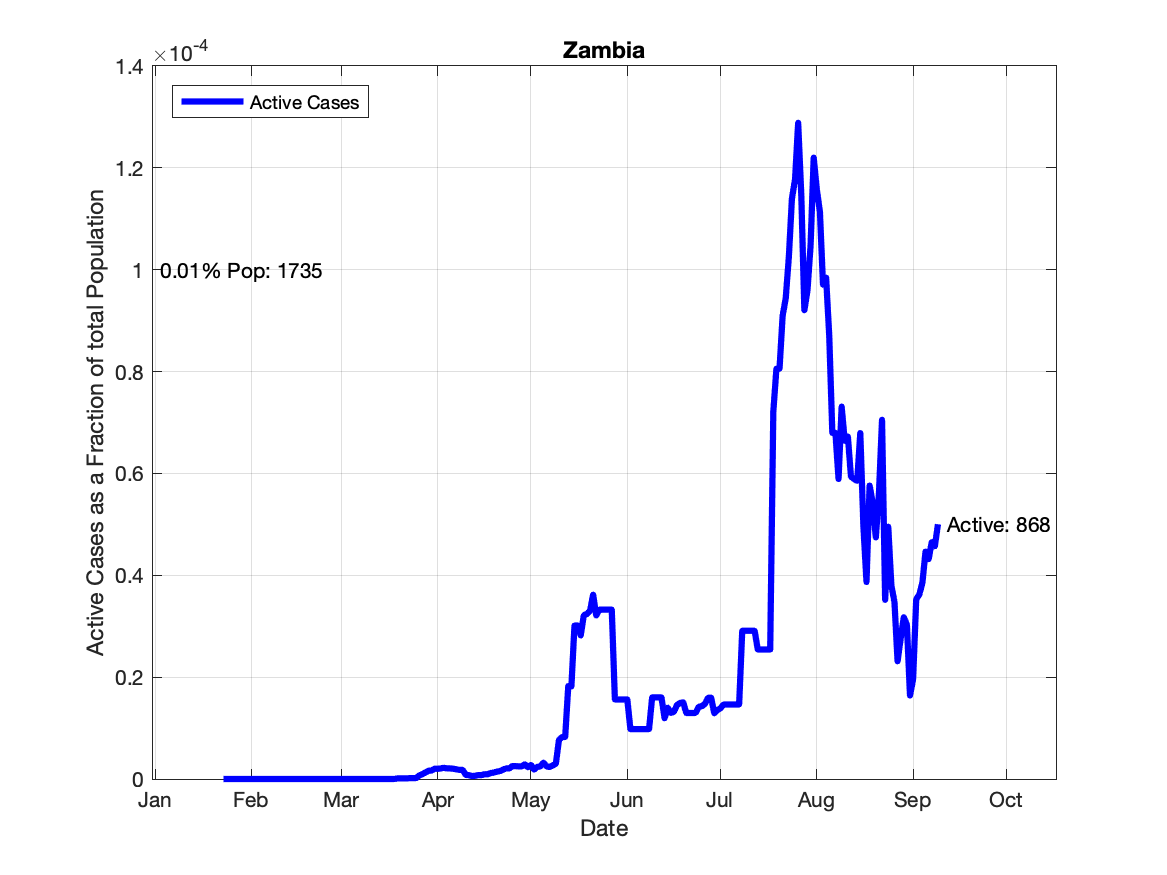 Zambia
×10-4
Active Cases
1.4
1.2
1
0.8
0.6
0.4
0.2
0
0.01% Pop: 1735
Active: 868
Active Cases as a Fraction of total Population
Jan Feb Mar Apr May Jun Jul Aug Sep Oct
Date